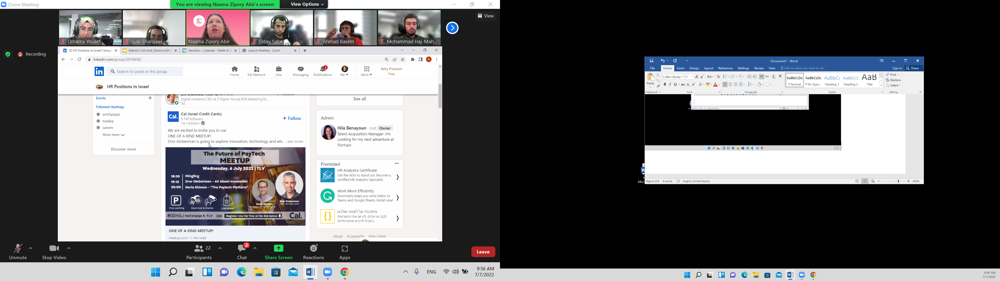 Zoom Meeting
You are viewing Naama Zipory Abir's screen
View Options
View
Omama Yousef
Luai Sharqawi
Naama Zipory Abir
Oday Sabe
Ahmad Basem
Mohammad Haj-Mah...
Recording
(3) HR Positions in Israel | Groups
linkedin-Full stack_Naama with E
Elevation - Calendar - Week of Ju
Launch Meeting - Zoom
linkedin.com/groups/3970630/
N
in
Search for posts in this group
Home
My Network
Jobs
Messaging
3
Notifications
Me
Work
Retry Premium
Free
HR Positions in Israel
Events
Followed Hashtags
# מקצועלחיים
# nasdaq
# careers
Show more
Discover more
Digital marketer| CEO at Z Digital House| B2B Marketing Ex...
3d
Cal.
Cal (Israel Credit Cards)
5,740 followers
1w • Edited •
+ Follow
We are excited to invite you to our
ONE OF A KIND MEETUP!
Dror Globerman is going to explore innovation, technology and wha ...see more
The Future of PayTech
MEETUP
Wednesday, 6 July 2022 | TLV
18:30 Mingling
19:15 Dror Globerman - All About Innovation
20:00 Neria Shimon - "The Paytech Platform"
P
Free parking
Open bar & snacks
Live event
Neria Shimon
Dror Globerman
HIGH& | HaTa'asiya 9, TLV >>> Register now for free at the link below
Cal.
ONE OF A KIND MEETUP!
meetup.com • 1 min read
See all
Admin
Hila Benayoun · 2nd Owner
Talent Acquisition Manager .I'm
Looking for my next advanture at
Startups
Promoted
HR Analytics Certificate
Get the skills to stand out. Become a
certified HR Analytics Specialist.
Work More Efficiently
Grammarly helps you write better in
Teams and Google Sheets. Install now!
מתכנתי על לצוות שלכם
לכם יש יעדים, לנו יש את הכשרונות
בשביל להביא אותם לחיים.
About Accessibility Help Center
Unmute
Stop Video
22
Participants
2
Chat
Share Screen
Reactions
Apps
Leave
ENG
9:56 AM
7/7/2022
Document1 - Word
File Home Insert Design Layout References Mailings Review View Tell me what you want to do...
Sign in Share
Paste
Clipboard
Calibri (Body) 11
Font
Paragraph
AaBbCcDc AaBbCcDc AaBbCc AaBbCcD AaB
¶ Normal ¶ No Spac... Heading 1 Heading 2 Title
Styles
Find
Replace
Select
Editing
Micr
Page 8 of 8 4 words English (United States)
260%
9:56 AM
7/7/2022